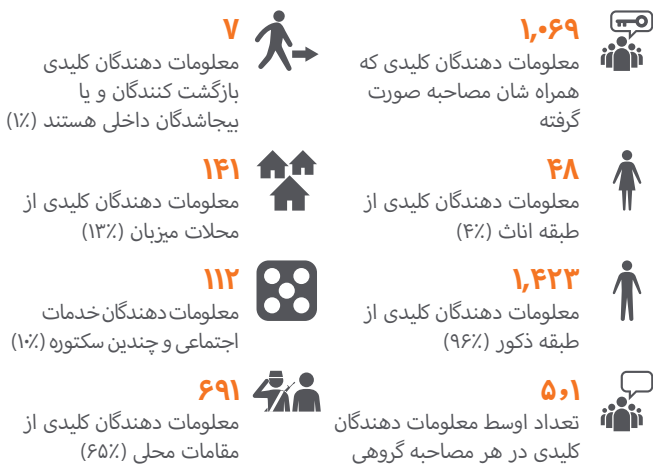 ۱,۰۶۹
معلومات دهندگان کلیدی که
همراه شان مصاحبه صورت
گرفته
۴۸
معلومات دهندگان کلیدی از
طبقه اناث (۴٪)
۱,۴۲۳
معلومات دهندگان کلیدی از
طبقه ذکور (۹۶٪)
۵,۱
تعداد اوسط معلومات دهندگان
کلیدی در هر مصاحبه گروهی
۷
معلومات دهندگان کلیدی
بازگشت کنندگان و یا
بیجاشدگان داخلی هستند (۱٪)
۱۴۱
معلومات دهندگان کلیدی از
محلات میزبان (۱۳٪)
۱۱۲
معلومات دهندگان خدمات
اجتماعی و چندین سکتوره (۱۰٪)
۶۹۱
معلومات دهندگان کلیدی از
مقامات محلی (۶۵٪)